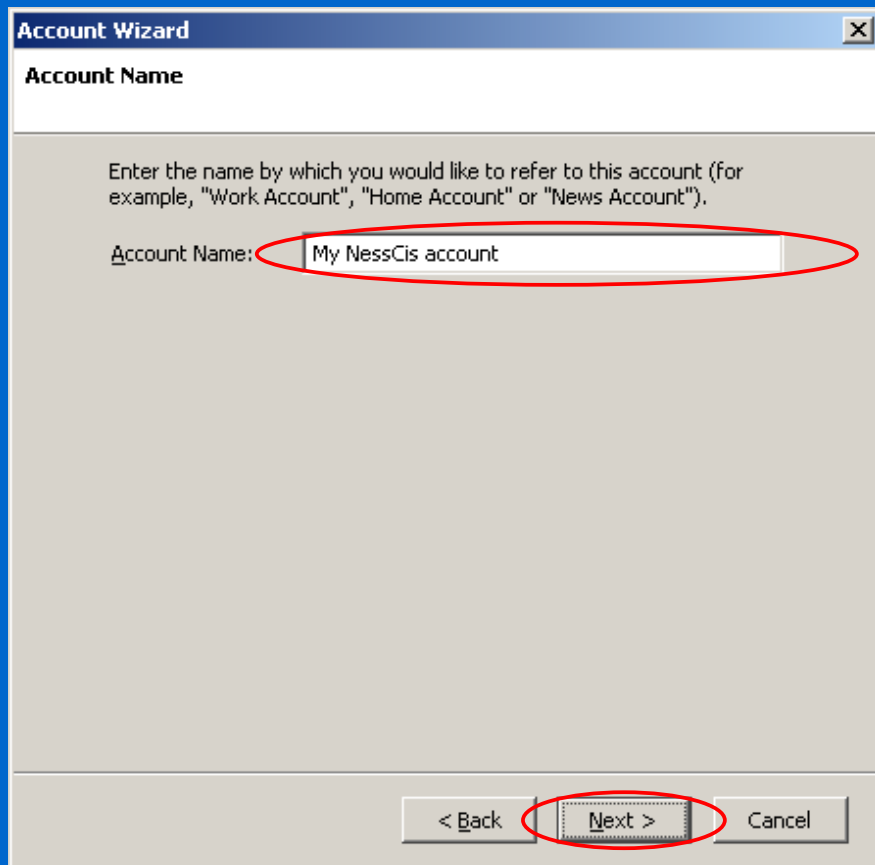 Account Wizard
Account Name
Enter the name by which you would like to refer to this account (for
example, "Work Account", "Home Account" or "News Account").
Account Name: My NessCis account
< Back Next > Cancel